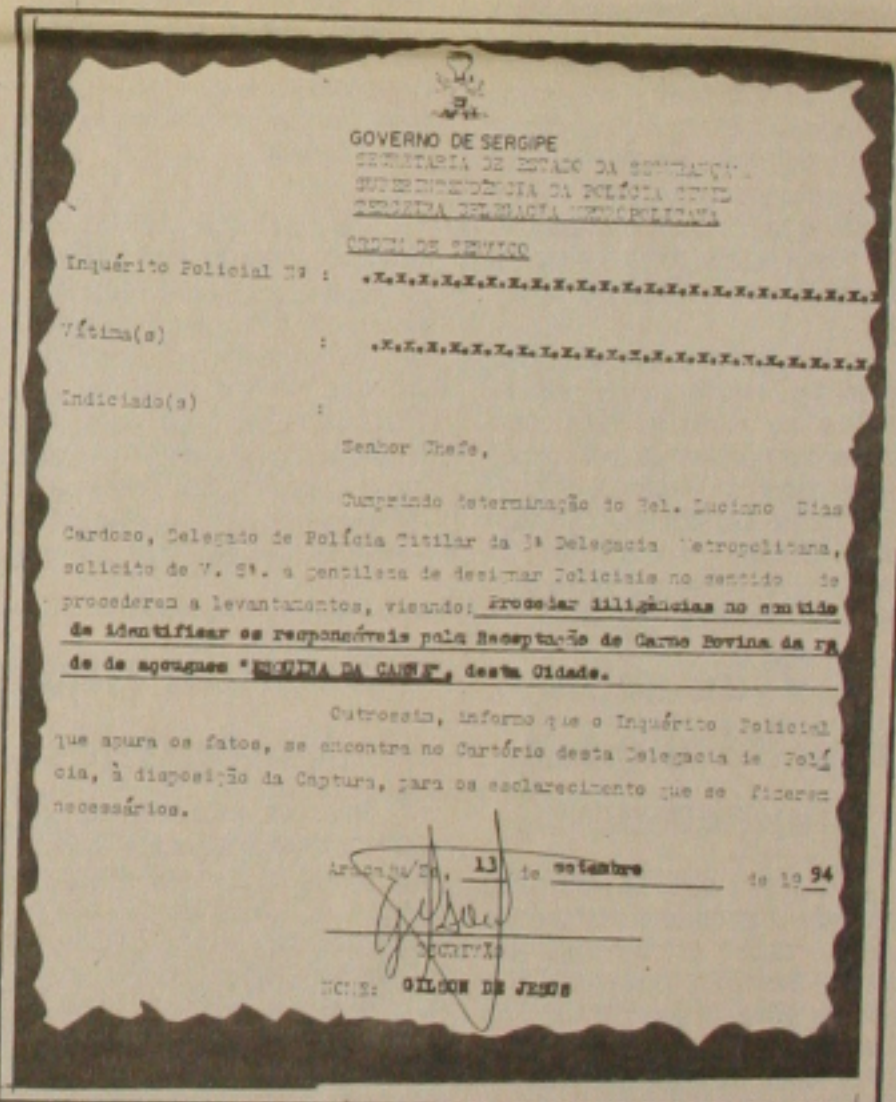 GOVERNO DE SERGIPE
SECRETARIA DE ESTADO DA SEGURANÇA
SUPERINTENDÊNCIA DA POLÍCIA CIVIL
TERCEIRA DELEGACIA METROPOLITANA
ORDEM DE SERVIÇO
Inquérito Policial Nº : .x.x.x.x.x.x.x.x.x.x.x.x.x.x.x.x.x.x.x.x.x.x
Vítima(s) : .x.x.x.x.x.x.x.x.x.x.x.x.x.x.x.x.x.x.x.x.x.
Indiciado(s) :
Senhor Chefe,
Cumprindo determinação do Bel. Luciano Dias
Cardozo, Delegado de Polícia Titilar da 3ª Delegacia Metropolitana,
solicito de V. Sª. a gentileza de designar Policiais no sentido de
procederem a levantamentos, visando: Proceder diligências no sentido
de identificar os responsáveis pela Receptação de Carne Bovina da re
de de açougues "ESQUINA DA CARNE", desta Cidade.
Outrossim, informo que o Inquérito Policial
que apura os fatos, se encontra no Cartório desta Delegacia de Polí
cia, à disposição da Captura, para os esclarecimento que se fizerem
necessários.
Aracaju/Se, 13 de setembro de 19 94
ESCRIVÃO
NOME: GILSON DE JESUS